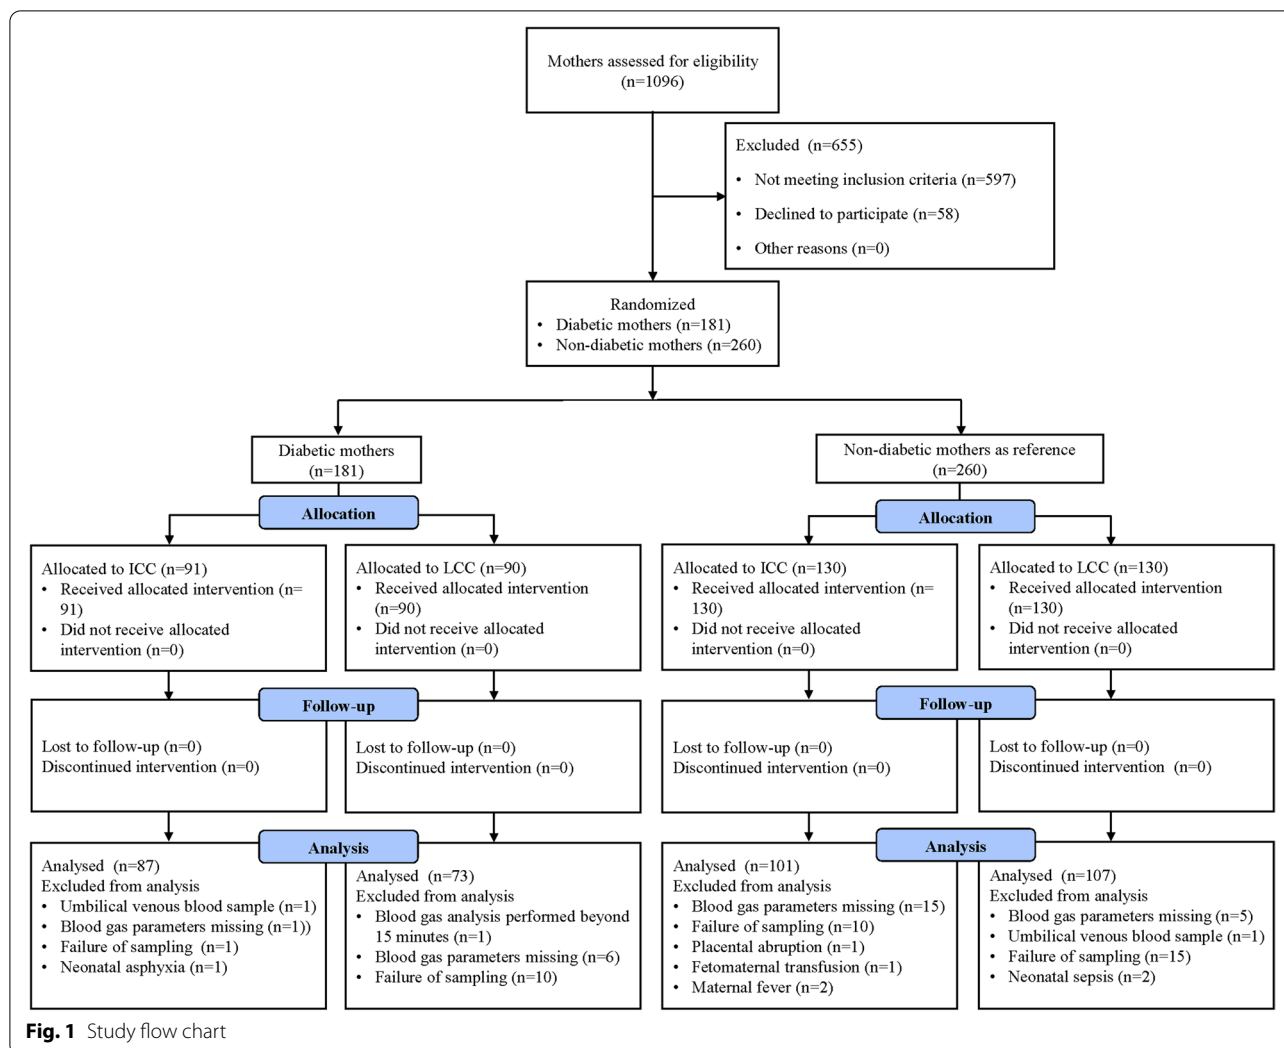 Mothers assessed for eligibility
(n=1096)
Excluded (n=655)
• Not meeting inclusion criteria (n=597)
• Declined to participate (n=58)
• Other reasons (n=0)
Randomized
• Diabetic mothers (n=181)
• Non-diabetic mothers (n=260)
Diabetic mothers
(n=181)
Non-diabetic mothers as reference
(n=260)
Allocation
Allocation
Allocated to ICC (n=91)
• Received allocated intervention (n=
91)
• Did not receive allocated
intervention (n=0)
Allocated to LCC (n=90)
• Received allocated intervention
(n=90)
• Did not receive allocated
intervention (n=0)
Allocated to ICC (n=130)
• Received allocated intervention (n=
130)
• Did not receive allocated
intervention (n=0)
Allocated to LCC (n=130)
• Received allocated intervention
(n=130)
• Did not receive allocated
intervention (n=0)
Follow-up
Follow-up
Lost to follow-up (n=0)
Discontinued intervention (n=0)
Lost to follow-up (n=0)
Discontinued intervention (n=0)
Lost to follow-up (n=0)
Discontinued intervention (n=0)
Lost to follow-up (n=0)
Discontinued intervention (n=0)
Analysis
Analysis
Analysed (n=87)
Excluded from analysis
• Umbilical venous blood sample (n=1)
• Blood gas parameters missing (n=1))
• Failure of sampling (n=1)
• Neonatal asphyxia (n=1)
Analysed (n=73)
Excluded from analysis
• Blood gas analysis performed beyond
15 minutes (n=1)
• Blood gas parameters missing (n=6)
• Failure of sampling (n=10)
Analysed (n=101)
Excluded from analysis
• Blood gas parameters missing (n=15)
• Failure of sampling (n=10)
• Placental abruption (n=1)
• Fetomaternal transfusion (n=1)
• Maternal fever (n=2)
Analysed (n=107)
Excluded from analysis
• Blood gas parameters missing (n=5)
• Umbilical venous blood sample (n=1)
• Failure of sampling (n=15)
• Neonatal sepsis (n=2)
Fig. 1 Study flow chart